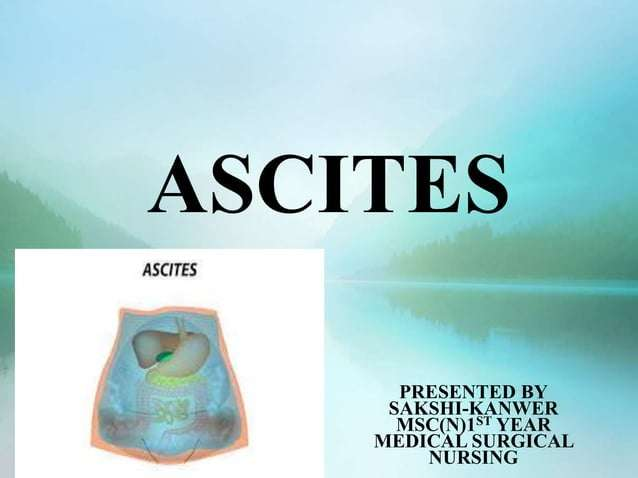 ASCITES
ASCITES
PRESENTED BY
SAKSHI-KANWER
MSC(N)1ST YEAR
MEDICAL SURGICAL
NURSING